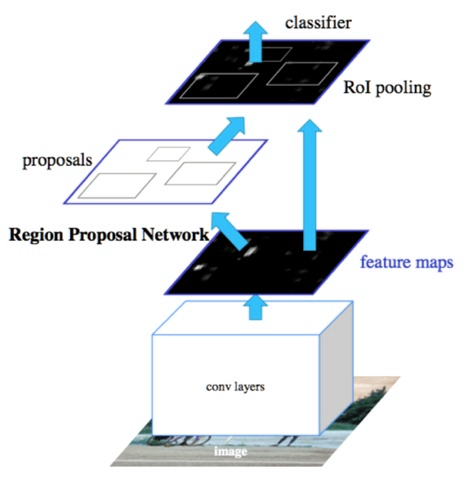 classifier
RoI pooling
proposals
Region Proposal Network
feature maps
conv layers
image